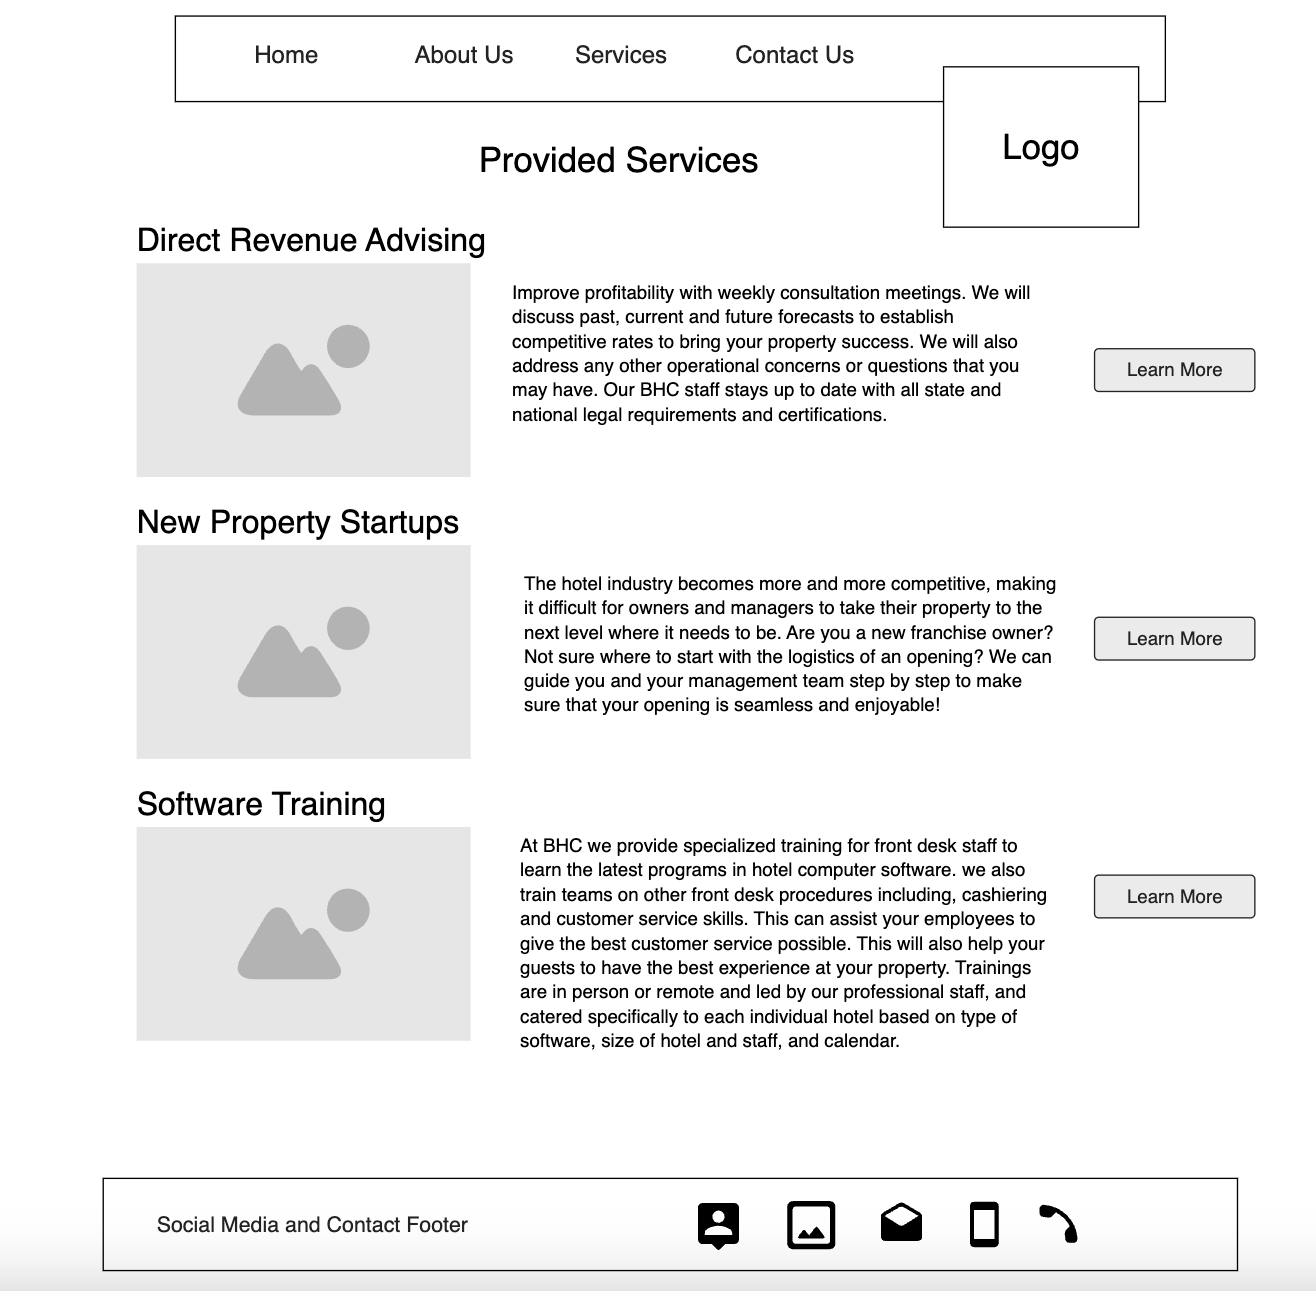 Home About Us Services Contact Us
Logo
Provided Services
Direct Revenue Advising
Improve profitability with weekly consultation meetings. We will
discuss past, current and future forecasts to establish
competitive rates to bring your property success. We will also
address any other operational concerns or questions that you
may have. Our BHC staff stays up to date with all state and
national legal requirements and certifications.
Learn More
New Property Startups
The hotel industry becomes more and more competitive, making
it difficult for owners and managers to take their property to the
next level where it needs to be. Are you a new franchise owner?
Not sure where to start with the logistics of an opening? We can
guide you and your management team step by step to make
sure that your opening is seamless and enjoyable!
Learn More
Software Training
At BHC we provide specialized training for front desk staff to
learn the latest programs in hotel computer software. we also
train teams on other front desk procedures including, cashiering
and customer service skills. This can assist your employees to
give the best customer service possible. This will also help your
guests to have the best experience at your property. Trainings
are in person or remote and led by our professional staff, and
catered specifically to each individual hotel based on type of
software, size of hotel and staff, and calendar.
Learn More
Social Media and Contact Footer